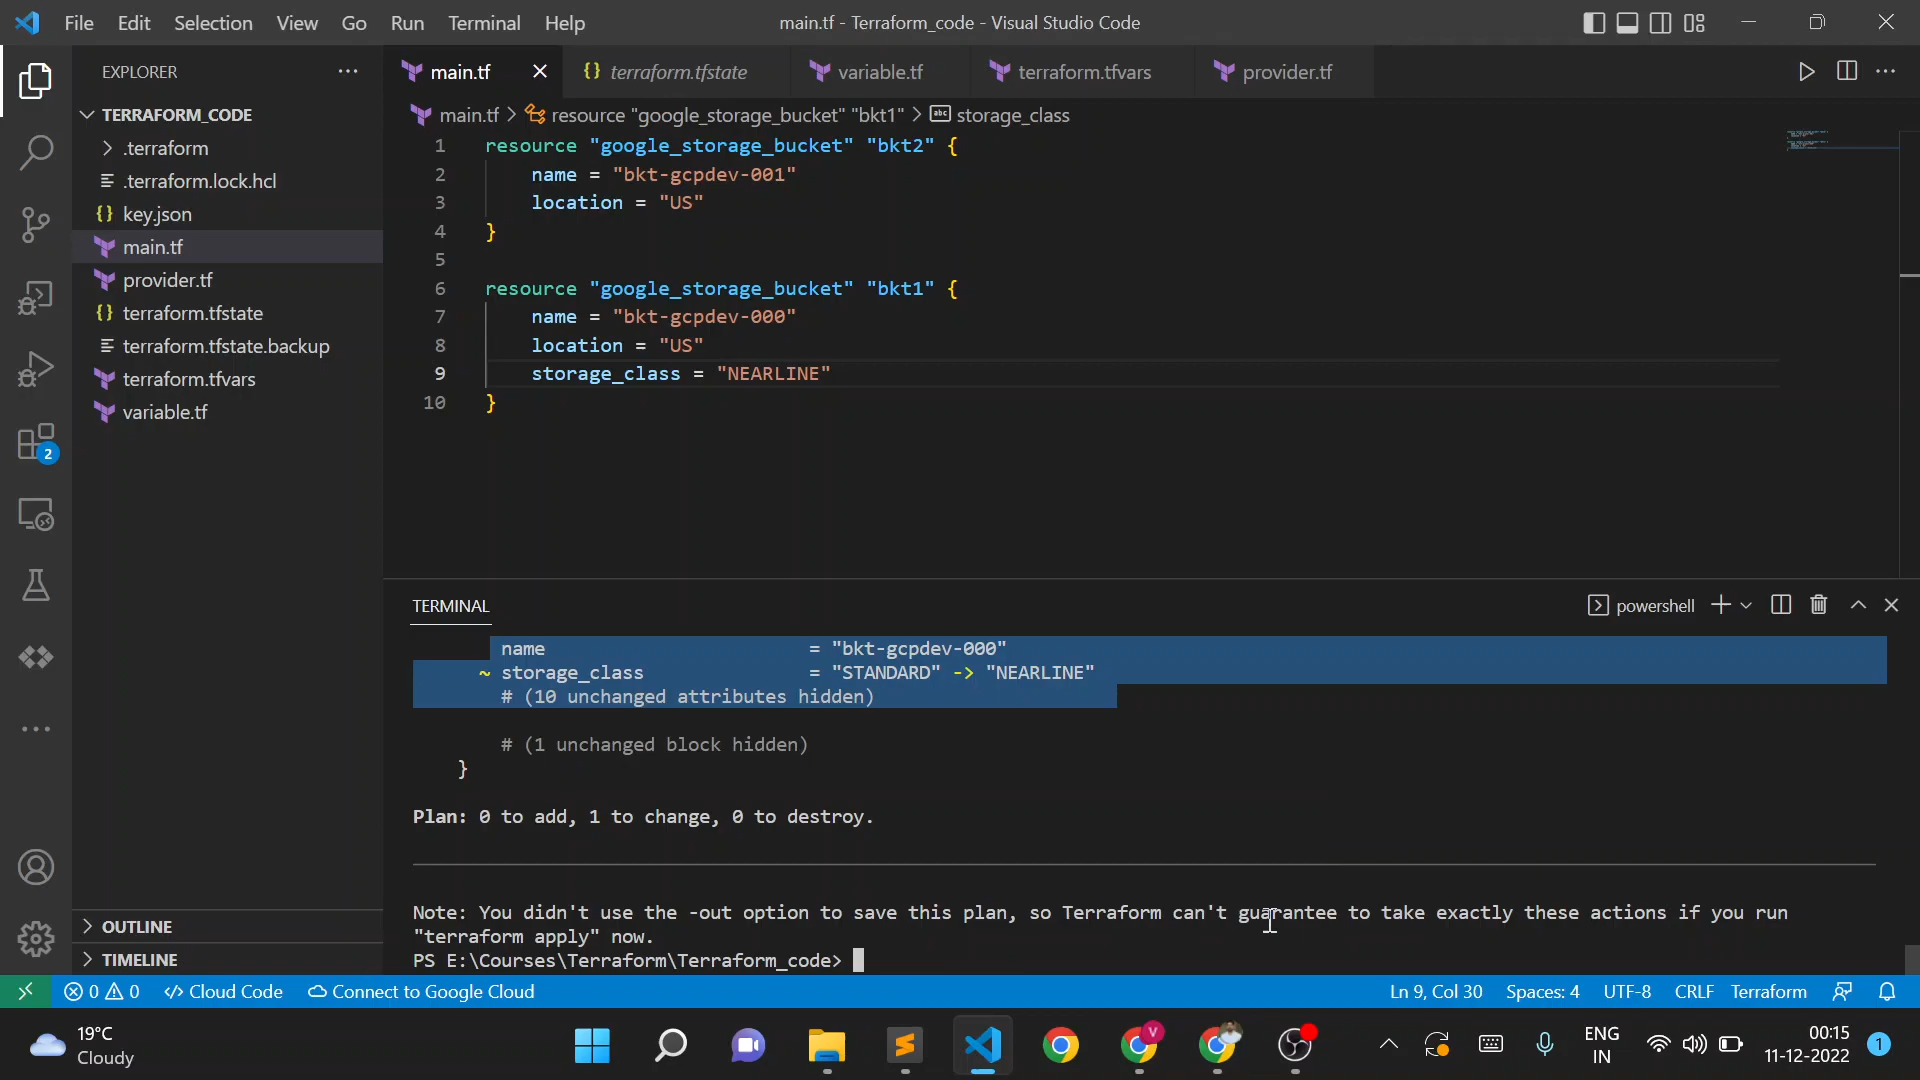 File Edit Selection View Go Run Terminal Help
main.tf - Terraform_code - Visual Studio Code
EXPLORER
TERRAFORM_CODE
.terraform
.terraform.lock.hcl
{} key.json
main.tf
provider.tf
{} terraform.tfstate
terraform.tfstate.backup
terraform.tfvars
variable.tf
OUTLINE
TIMELINE
2
main.tf
{} terraform.tfstate
variable.tf
terraform.tfvars
provider.tf
main.tf > resource "google_storage_bucket" "bkt1" > abc storage_class
1 resource "google_storage_bucket" "bkt2" {
2 name = "bkt-gcpdev-001"
3 location = "US"
4 }
5
6 resource "google_storage_bucket" "bkt1" {
7 name = "bkt-gcpdev-000"
8 location = "US"
9 storage_class = "NEARLINE"
10 }
TERMINAL
powershell
name = "bkt-gcpdev-000"
~ storage_class = "STANDARD" -> "NEARLINE"
# (10 unchanged attributes hidden)
# (1 unchanged block hidden)
}
Plan: 0 to add, 1 to change, 0 to destroy.
Note: You didn't use the -out option to save this plan, so Terraform can't guarantee to take exactly these actions if you run
"terraform apply" now.
PS E:\Courses\Terraform\Terraform_code>
0 0 Cloud Code Connect to Google Cloud
Ln 9, Col 30 Spaces: 4 UTF-8 CRLF Terraform
19°C
Cloudy
V
ENG
IN
00:15
11-12-2022
1